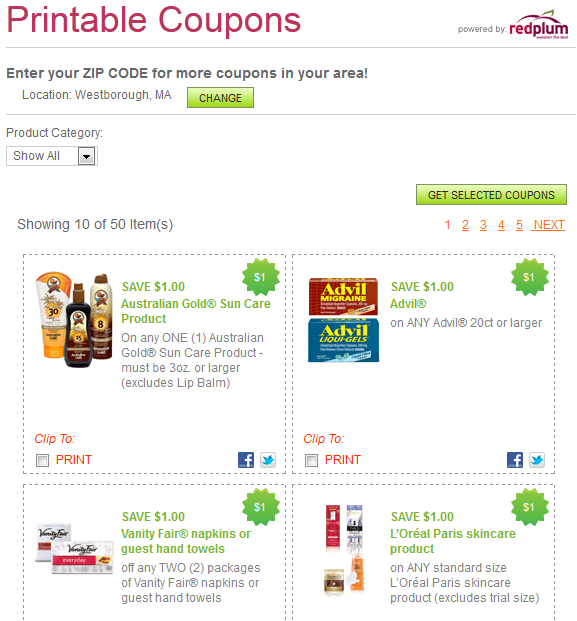 Printable Coupons
powered by: redplum
sweeten the deal
Enter your ZIP CODE for more coupons in your area!
Location: Westborough, MA
CHANGE
Product Category:
Show All
GET SELECTED COUPONS
Showing 10 of 50 Item(s)
1 2 3 4 5 NEXT
$1
SAVE $1.00
Australian Gold® Sun Care
Product
On any ONE (1) Australian
Gold® Sun Care Product -
must be 3oz. or larger
(excludes Lip Balm)
30
15
8
Clip To:
PRINT
$1
SAVE $1.00
Advil®
on ANY Advil® 20ct or larger
Advil
MIGRAINE
Advil
LIQUI-GELS
Clip To:
PRINT
$1
SAVE $1.00
Vanity Fair® napkins or
guest hand towels
off any TWO (2) packages
of Vanity Fair® napkins or
guest hand towels
Vanity Fair
Vanity Fair
everyday
$1
SAVE $1.00
L'Oréal Paris skincare
product
on ANY standard size
L'Oréal Paris skincare
product (excludes trial size)